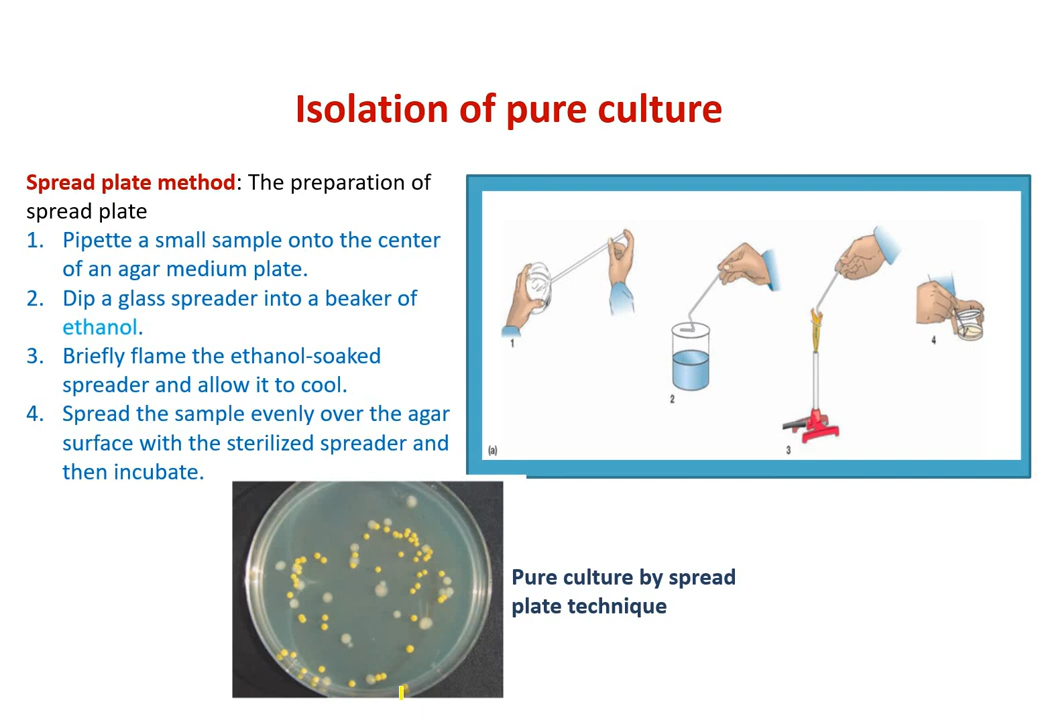 Isolation of pure culture
Spread plate method: The preparation of
spread plate
1. Pipette a small sample onto the center
of an agar medium plate.
2. Dip a glass spreader into a beaker of
ethanol.
3. Briefly flame the ethanol-soaked
spreader and allow it to cool.
4. Spread the sample evenly over the agar
surface with the sterilized spreader and
then incubate.
1
2
3
4
(a)
Pure culture by spread
plate technique